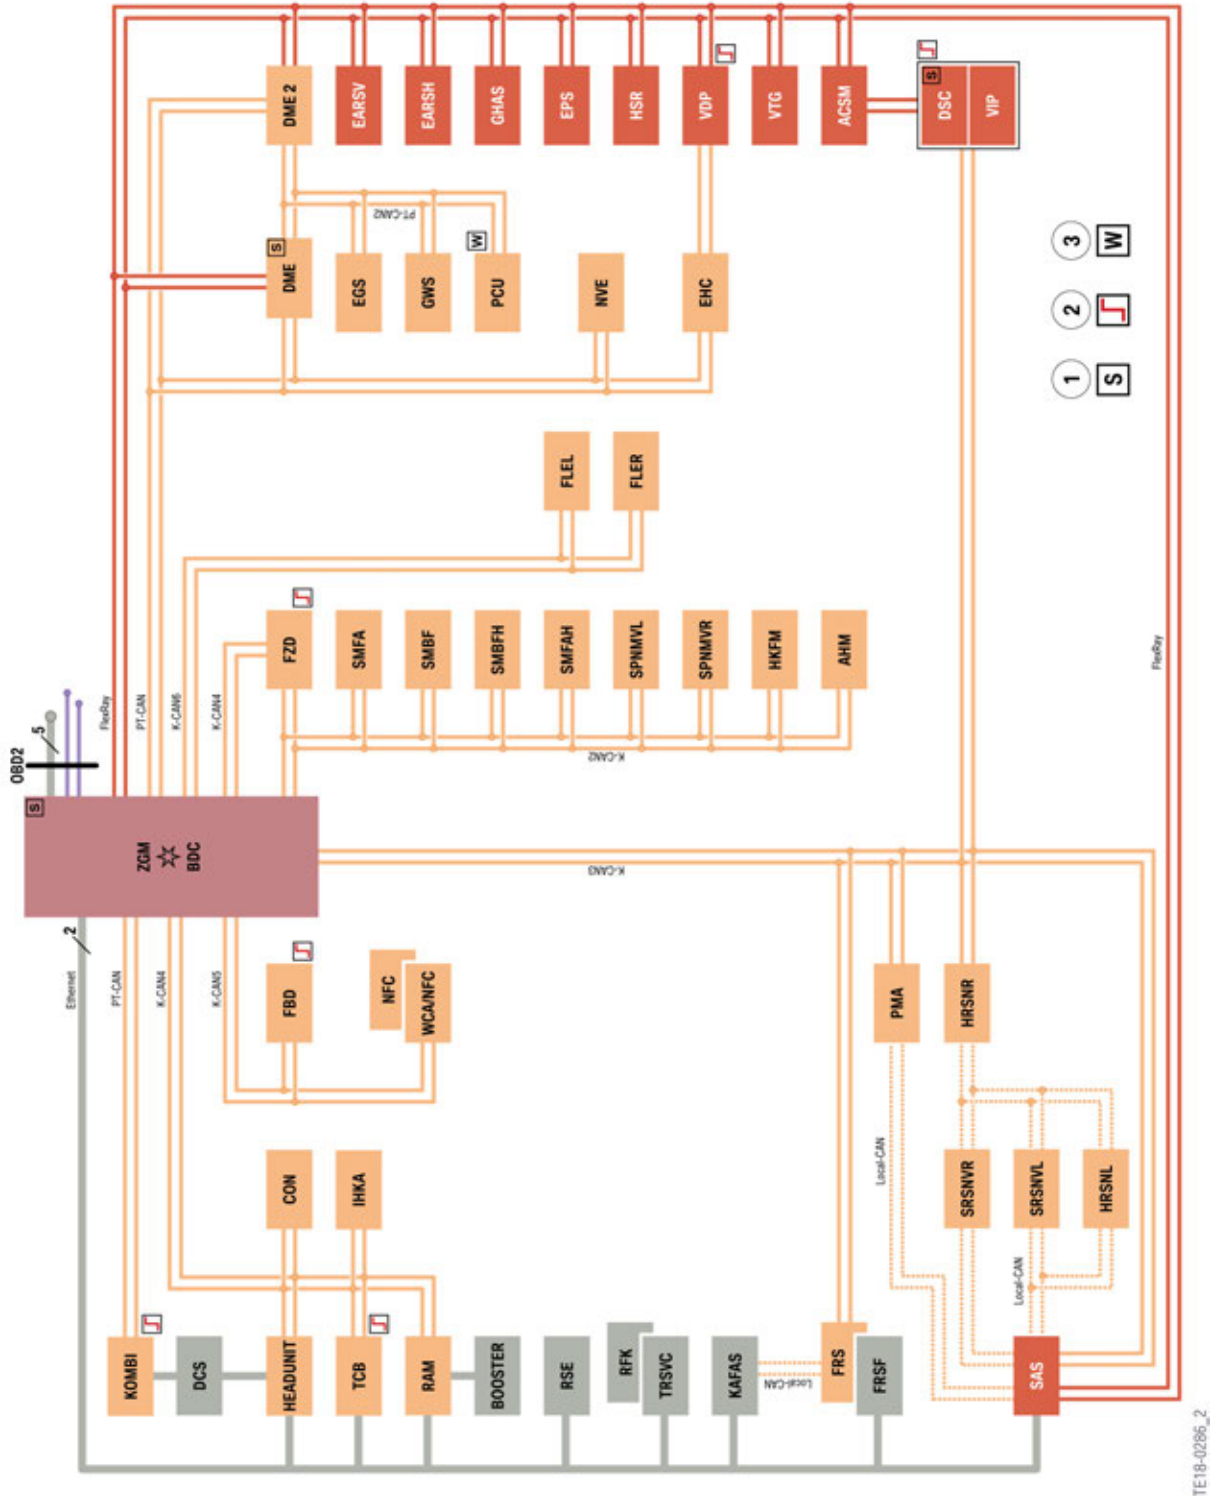 OBD2
5
S
Ethernet
2
FlexRay
PT-CAN
PT-CAN
KOMBI
ZGM
K-CAN4
K-CAN6
BDC
DCS
K-CAN5
K-CAN4
S
HEADUNIT
CON
FBD
FZD
DME
DME 2
TCB
IHKA
SMFA
EGS
EARSV
NFC
PT-CAN2
RAM
WCA/NFC
SMBF
GWS
EARSH
W
BOOSTER
SMBFH
PCU
GHAS
RSE
SMFAH
FLEL
EPS
K-CAN3
K-CAN2
NVE
RFK
SPNMVL
FLER
HSR
TRSVC
KAFAS
SPNMVR
EHC
VDP
HKFM
VTG
Local-CAN
FRS
AHM
ACSM
FRSF
Local-CAN
PMA
S
DSC
SRSNVR
HRSNR
VIP
Local-CAN
SAS
SRSNVL
1
2
3
HRSNL
S
W
FlexRay
TE18-0286_2